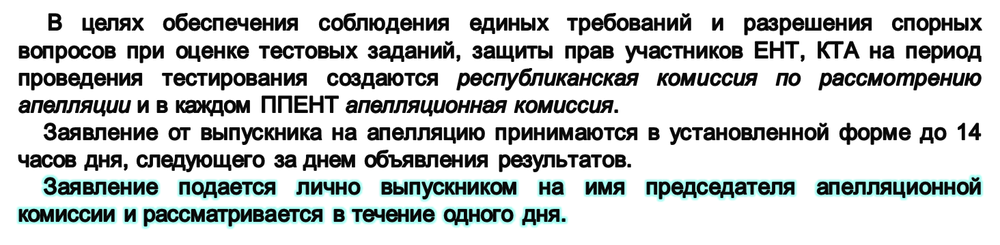 В целях обеспечения соблюдения единых требований и разрешения спорных
вопросов при оценке тестовых заданий, защиты прав участников ЕНТ, КТА на период
проведения тестирования создаются республиканская комиссия по рассмотрению
апелляции и в каждом ППЕНТ апелляционная комиссия.
Заявление от выпускника на апелляцию принимаются в установленной форме до 14
часов дня, следующего за днем объявления результатов.
Заявление подается лично выпускником на имя председателя апелляционной
комиссии и рассматривается в течение одного дня.